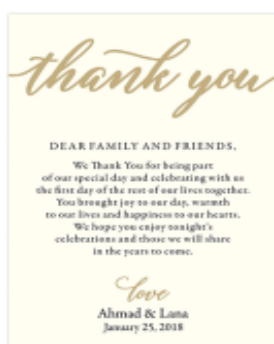 thank you
DEAR FAMILY AND FRIENDS,
We Thank You for being part
of our special day and celebrating with us
the first day of the rest of our lives together.
You brought joy to our day, warmth
to our lives and happiness to our hearts.
We hope you enjoy tonight's
celebrations and those we will share
in the years to come.
love
Ahmad & Lana
January 25, 2018